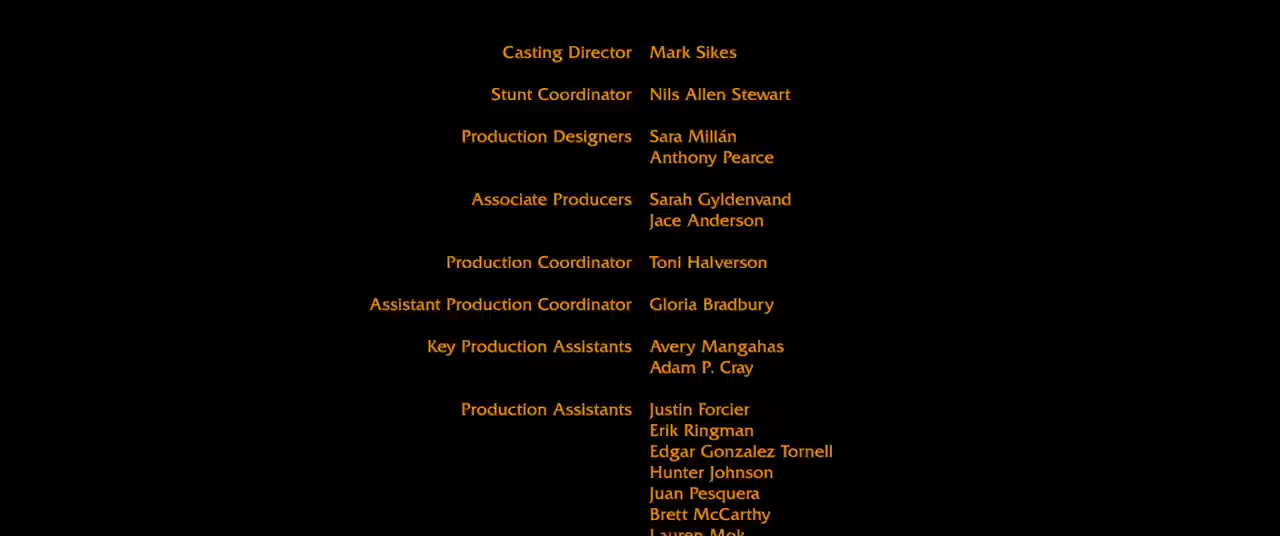 Casting Director Mark Sikes
Stunt Coordinator Nils Allen Stewart
Production Designers Sara Millán
Anthony Pearce
Associate Producers Sarah Gyldenvand
Jace Anderson
Production Coordinator Toni Halverson
Assistant Production Coordinator Gloria Bradbury
Key Production Assistants Avery Mangahas
Adam P. Cray
Production Assistants Justin Forcier
Erik Ringman
Edgar Gonzalez Tornell
Hunter Johnson
Juan Pesquera
Brett McCarthy
Lauren Mok